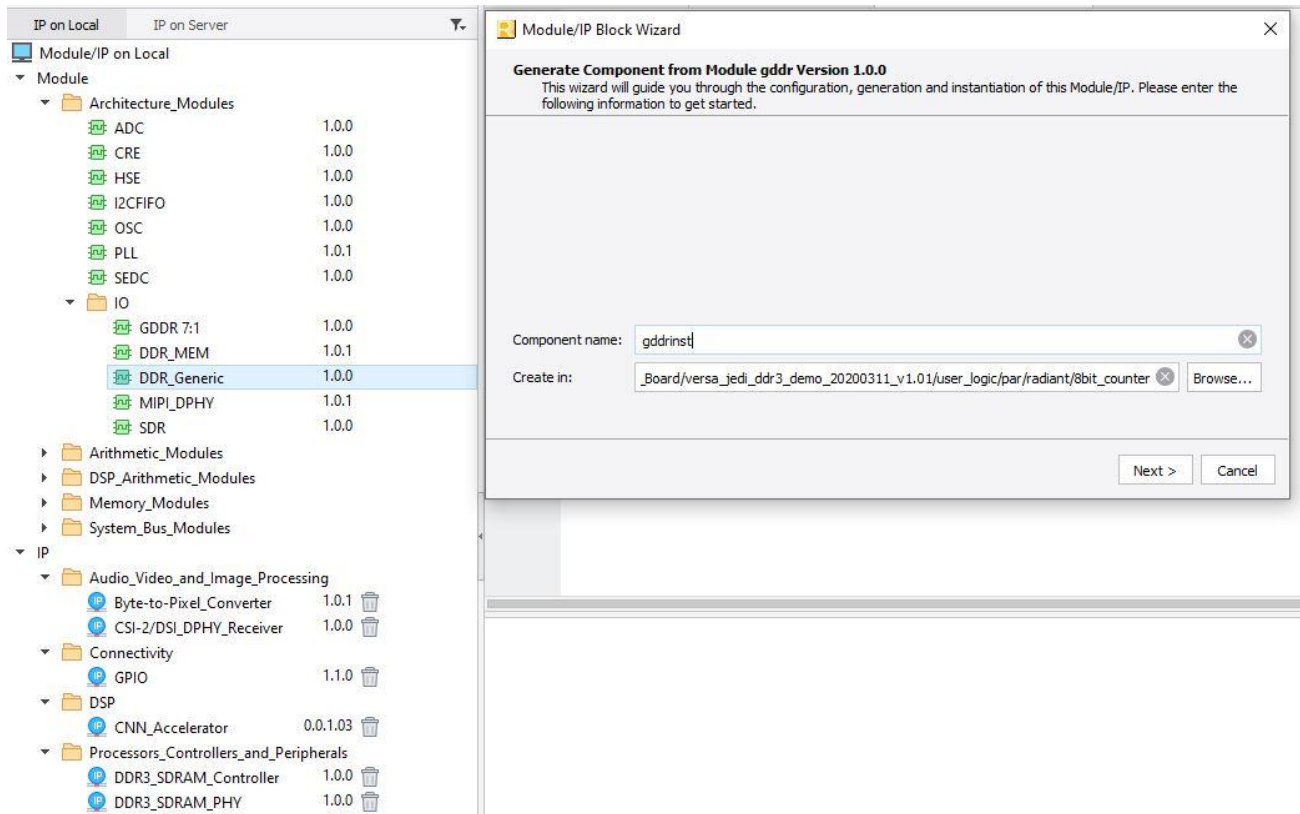 IP on Local
IP on Server
Module/IP on Local
Module
Architecture_Modules
ADC 1.0.0
CRE 1.0.0
HSE 1.0.0
I2CFIFO 1.0.0
OSC 1.0.0
PLL 1.0.1
SEDC 1.0.0
IO
GDDR 7:1 1.0.0
DDR_MEM 1.0.1
DDR_Generic 1.0.0
MIPI_DPHY 1.0.1
SDR 1.0.0
Arithmetic_Modules
DSP_Arithmetic_Modules
Memory_Modules
System_Bus_Modules
IP
Audio_Video_and_Image_Processing
Byte-to-Pixel_Converter 1.0.1
CSI-2/DSI_DPHY_Receiver 1.0.0
Connectivity
GPIO 1.1.0
DSP
CNN_Accelerator 0.0.1.03
Processors_Controllers_and_Peripherals
DDR3_SDRAM_Controller 1.0.0
DDR3_SDRAM_PHY 1.0.0
Module/IP Block Wizard
Generate Component from Module gddr Version 1.0.0
This wizard will guide you through the configuration, generation and instantiation of this Module/IP. Please enter the
following information to get started.
Component name: gddrinst
Create in: _Board/versa_jedi_ddr3_demo_20200311_v1.01/user_logic/par/radiant/8bit_counter Browse...
Next > Cancel